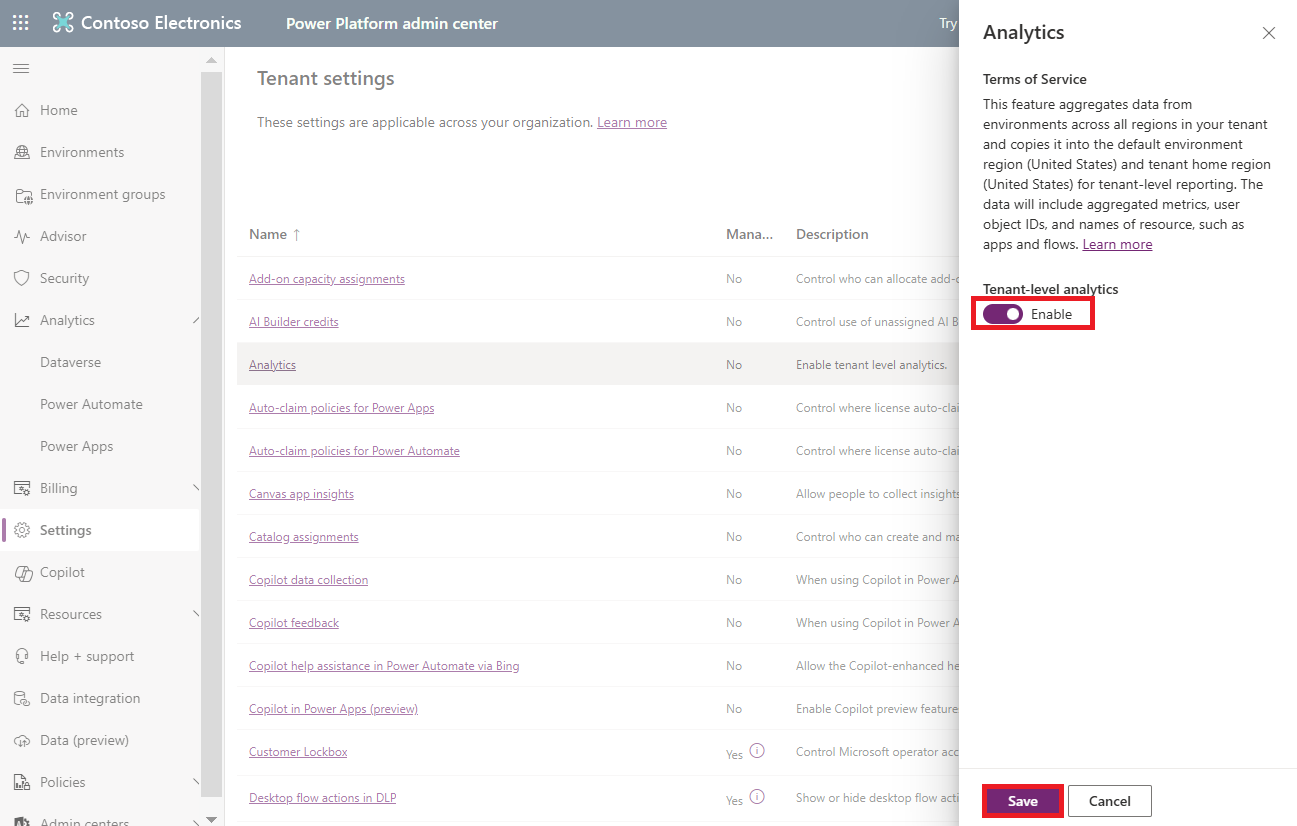 Contoso Electronics
Power Platform admin center
Try
Home
Environments
Environment groups
Advisor
Security
Analytics
Dataverse
Power Automate
Power Apps
Billing
Settings
Copilot
Resources
Help + support
Data integration
Data (preview)
Policies
Admin centers
Tenant settings
These settings are applicable across your organization. Learn more
Name ↑ Mana... Description
Add-on capacity assignments No Control who can allocate add-c
AI Builder credits No Control use of unassigned AI B
Analytics No Enable tenant level analytics.
Auto-claim policies for Power Apps No Control where license auto-clai
Auto-claim policies for Power Automate No Control where license auto-clai
Canvas app insights No Allow people to collect insights
Catalog assignments No Control who can create and ma
Copilot data collection No When using Copilot in Power A
Copilot feedback No When using Copilot in Power A
Copilot help assistance in Power Automate via Bing No Allow the Copilot-enhanced he
Copilot in Power Apps (preview) No Enable Copilot preview feature
Customer Lockbox Yes Control Microsoft operator acc
Desktop flow actions in DLP Yes Show or hide desktop flow acti
Analytics
Terms of Service
This feature aggregates data from
environments across all regions in your tenant
and copies it into the default environment
region (United States) and tenant home region
(United States) for tenant-level reporting. The
data will include aggregated metrics, user
object IDs, and names of resource, such as
apps and flows. Learn more
Tenant-level analytics
Enable
Save
Cancel